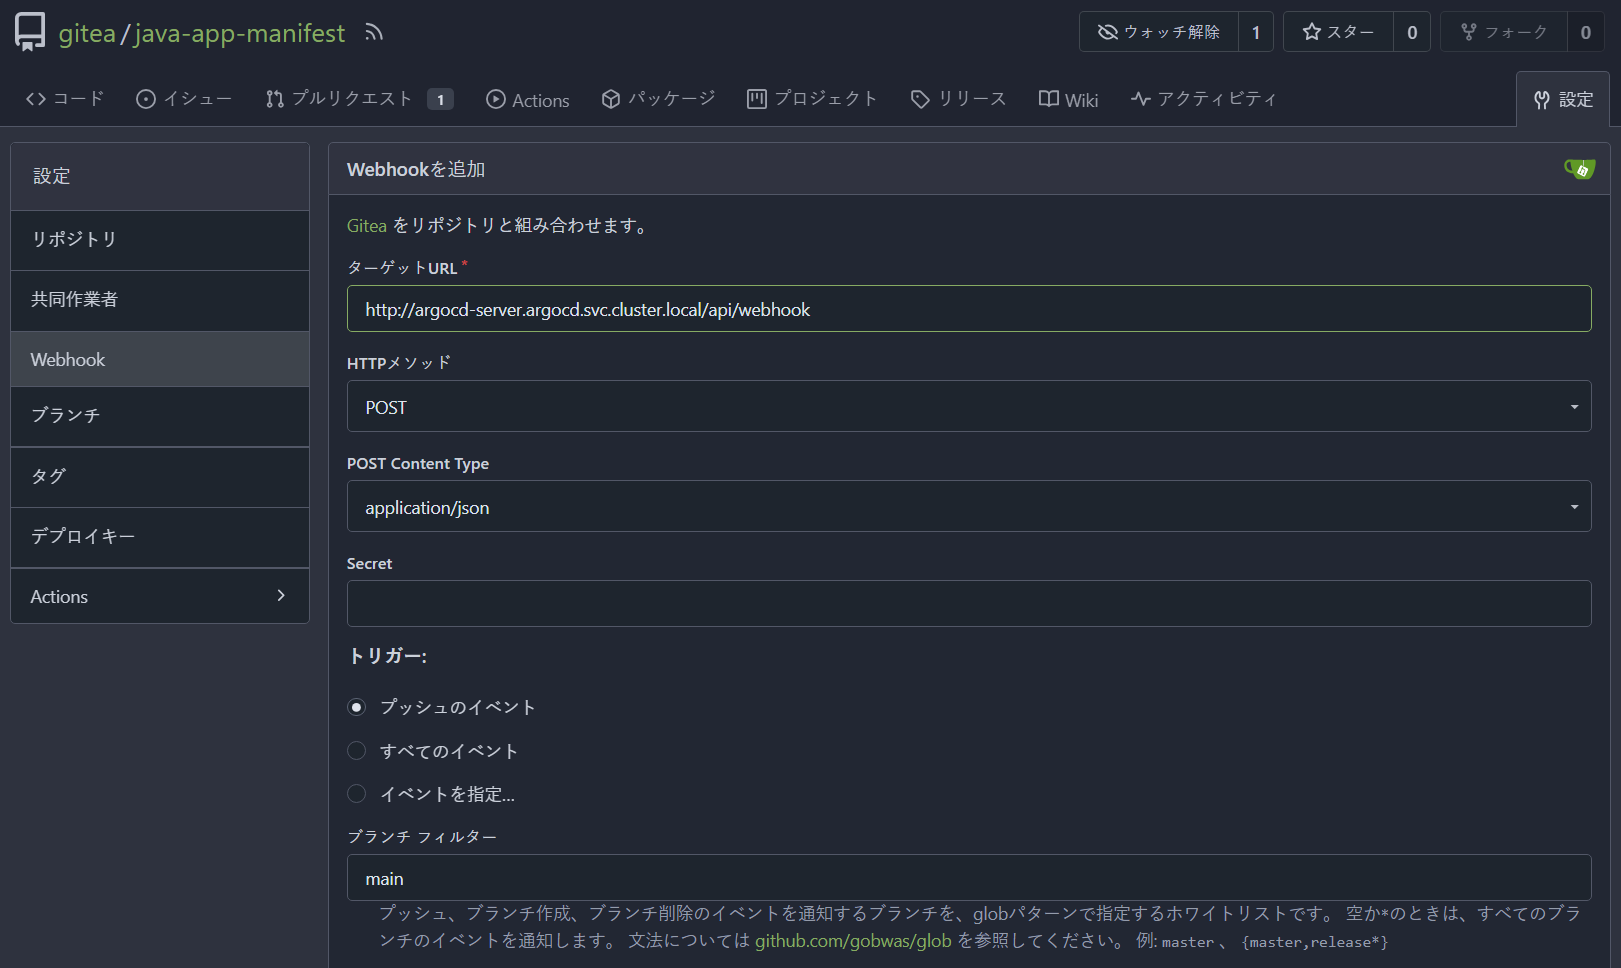 gitea/java-app-manifest
ウォッチ解除 1 スター 0 フォーク 0
コード イシュー プルリクエスト 1 Actions パッケージ プロジェクト リリース Wiki アクティビティ 設定
設定
リポジトリ
共同作業者
Webhook
ブランチ
タグ
デプロイキー
Actions
Webhookを追加
Gitea をリポジトリと組み合わせます。
ターゲットURL*
http://argocd-server.argocd.svc.cluster.local/api/webhook
HTTPメソッド
POST
POST Content Type
application/json
Secret
トリガー:
プッシュのイベント
すべてのイベント
イベントを指定...
ブランチ フィルター
main
プッシュ、ブランチ作成、ブランチ削除のイベントを通知するブランチを、globパターンで指定するホワイトリストです。 空か*のときは、すべてのブラ
ンチのイベントを通知します。 文法については github.com/gobwas/glob を参照してください。 例: master 、 {master,release*}